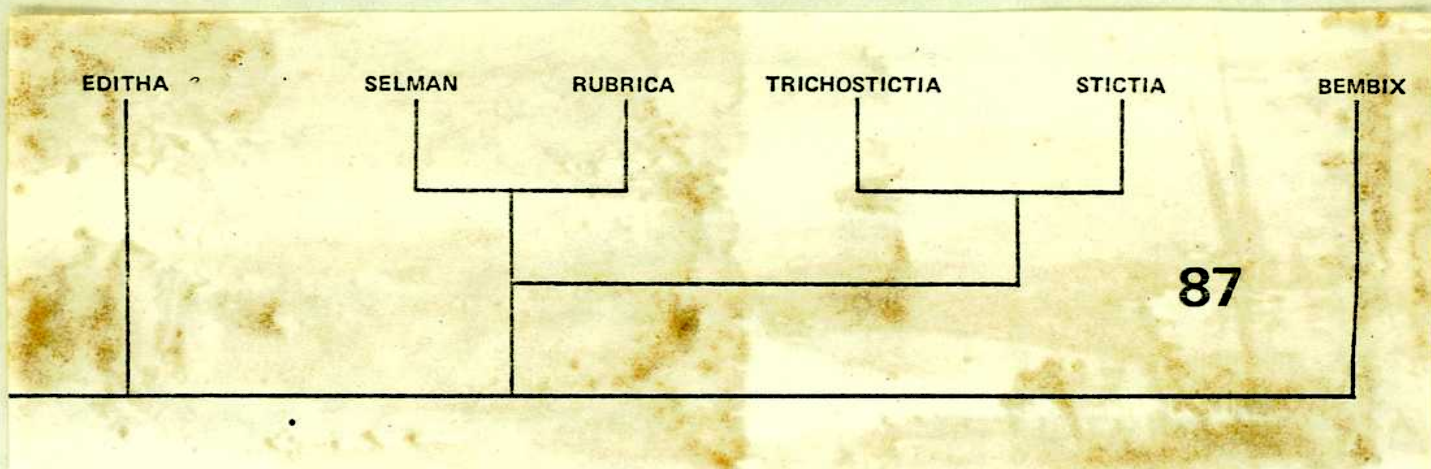 EDITHA SELMAN RUBRICA TRICHOSTICTIA STICTIA BEMBIX
87